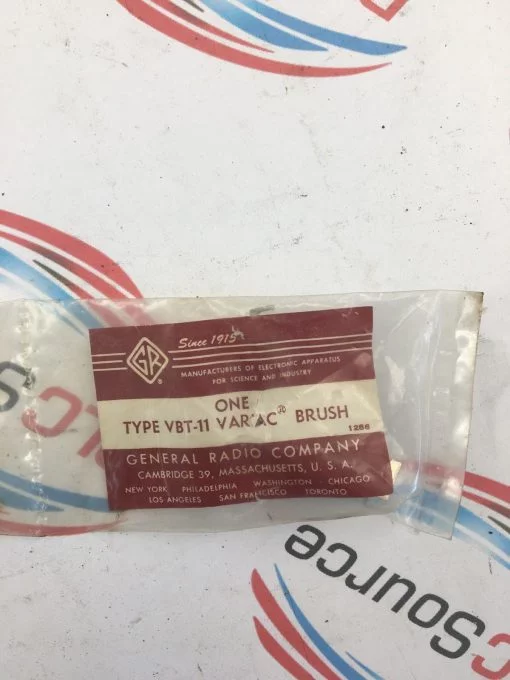 Source
GR
Since 1915
MANUFACTURERS OF ELECTRONIC APPARATUS
FOR SCIENCE AND INDUSTRY
ONE
TYPE VBT-11 VARIAC® BRUSH
1286
GENERAL RADIO COMPANY
CAMBRIDGE 39, MASSACHUSETTS, U. S. A.
NEW YORK PHILADELPHIA WASHINGTON CHICAGO
LOS ANGELES SAN FRANCISCO TORONTO
cSource